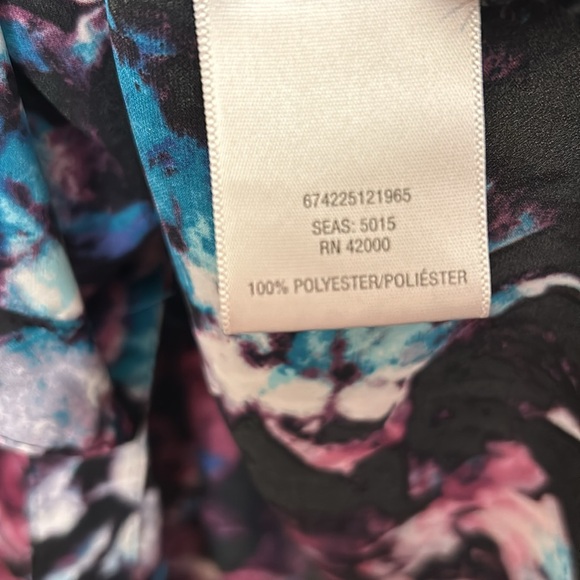 674225121965
SEAS: 5015
RN 42000
100% POLYESTER/POLIÉSTER